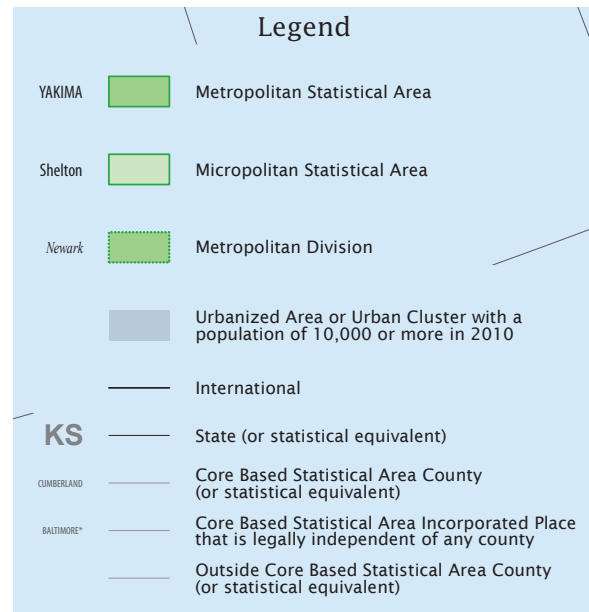 Legend
YAKIMA Metropolitan Statistical Area
Shelton Micropolitan Statistical Area
Newark Metropolitan Division
Urbanized Area or Urban Cluster with a
population of 10,000 or more in 2010
International
KS State (or statistical equivalent)
CUMBERLAND Core Based Statistical Area County
(or statistical equivalent)
BALTIMORE* Core Based Statistical Area Incorporated Place
that is legally independent of any county
Outside Core Based Statistical Area County
(or statistical equivalent)